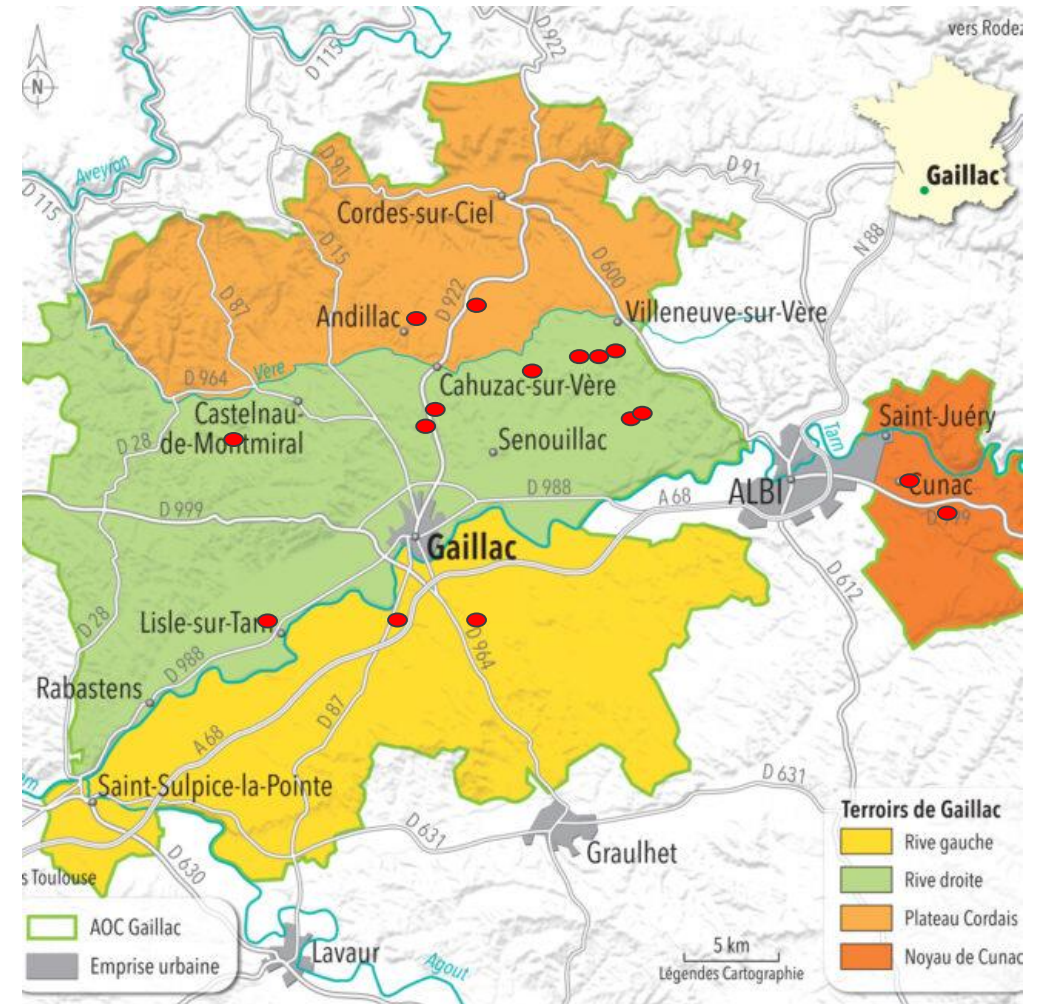 vers Rodez
D 922
D 115
N
Aveyron
D 91
D 91
D 115
Gaillac
Cordes-sur-Ciel
N 88
D 15
D 600
D 87
D 922
Andillac
Villeneuve-sur-Vère
Vère
D 964
Cahuzac-sur-Vère
Castelnau-
de-Montmiral
D 28
Saint-Juéry
Tarn
Senouillac
Cunac
D 988
A 68
ALBI
D 999
D 999
Gaillac
D 612
Lisle-sur-Tarn
D 28
D 988
D 964
Rabastens
D 87
A 68
Saint-Sulpice-la-Pointe
D 631
D 631
D 630
Graulhet
s Toulouse
Terroirs de Gaillac
Rive gauche
Rive droite
Plateau Cordais
Noyau de Cunac
AOC Gaillac
Emprise urbaine
Lavaur
Agout
5 km
Légendes Cartographie